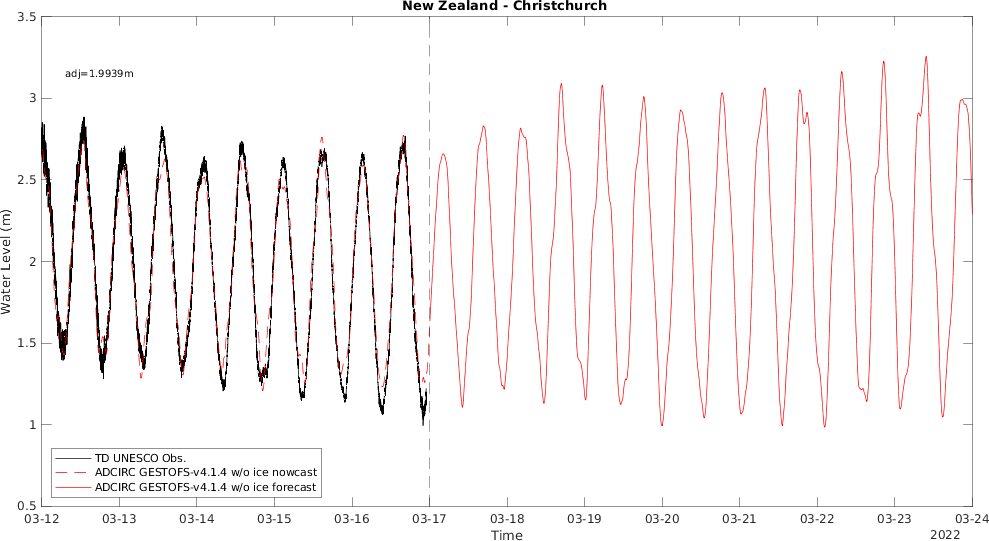 New Zealand - Christchurch
adj=1.9939m
3.5
3
2.5
2
1.5
1
0.5
Water Level (m)
TD UNESCO Obs.
ADCIRC GESTOFS-v4.1.4 w/o ice nowcast
ADCIRC GESTOFS-v4.1.4 w/o ice forecast
03-12 03-13 03-14 03-15 03-16 03-17 03-18 03-19 03-20 03-21 03-22 03-23 03-24
Time
2022